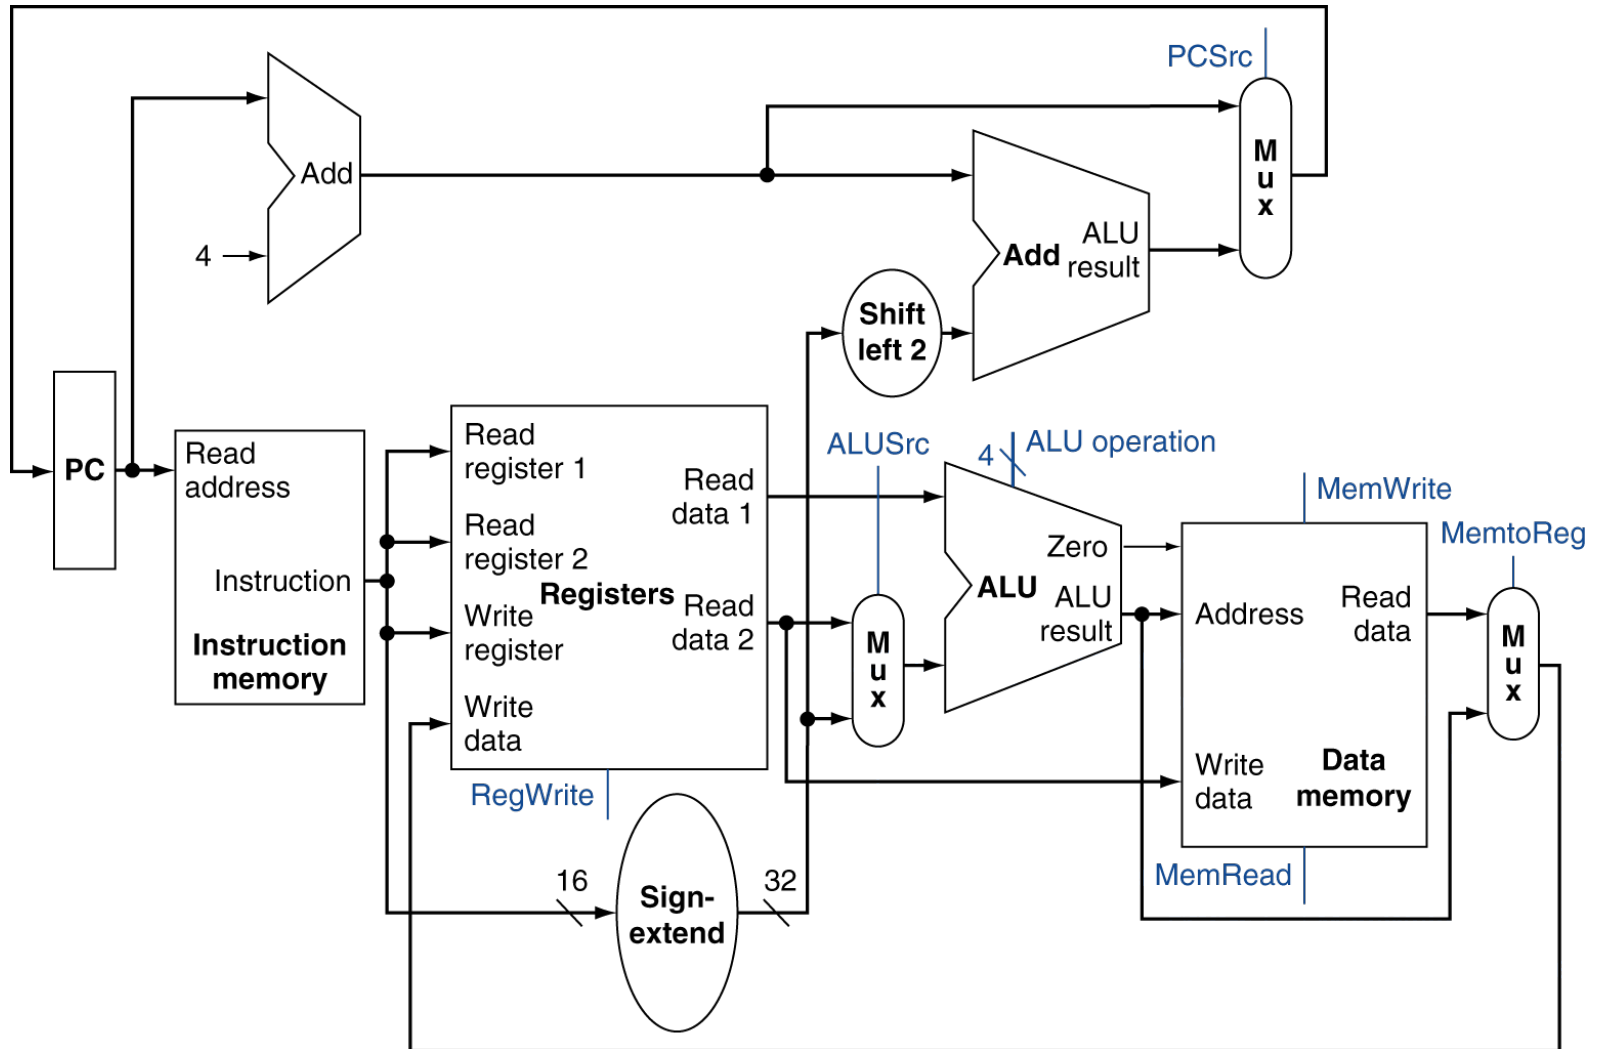 PCSrc
M
u
x
Add
4
Add
ALU
result
Shift
left 2
PC
Read
address
Instruction
Instruction
memory
Read
register 1
Read
register 2
Write
register
Write
data
Registers
Read
data 1
Read
data 2
RegWrite
16
Sign-
extend
32
ALUSrc
M
u
x
4
ALU operation
Zero
ALU
ALU
result
MemWrite
Address
Read
data
Write
data
Data
memory
MemRead
MemtoReg
M
u
x